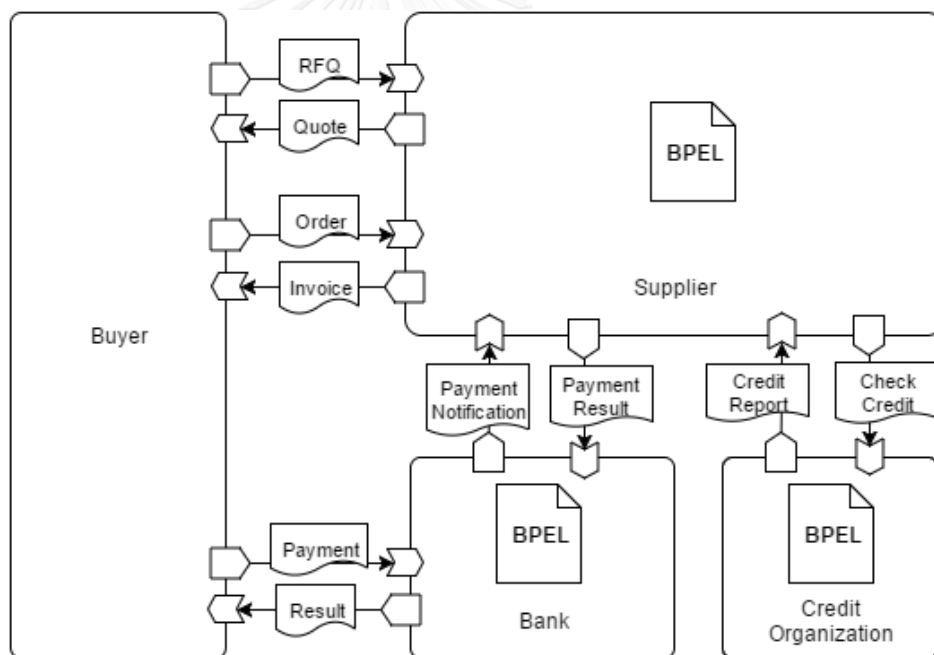 RFQ
Quote
BPEL
Order
Invoice
Supplier
Buyer
Payment
Notification
Payment
Result
Credit
Report
Check
Credit
BPEL
BPEL
Payment
Result
Bank
Credit
Organization